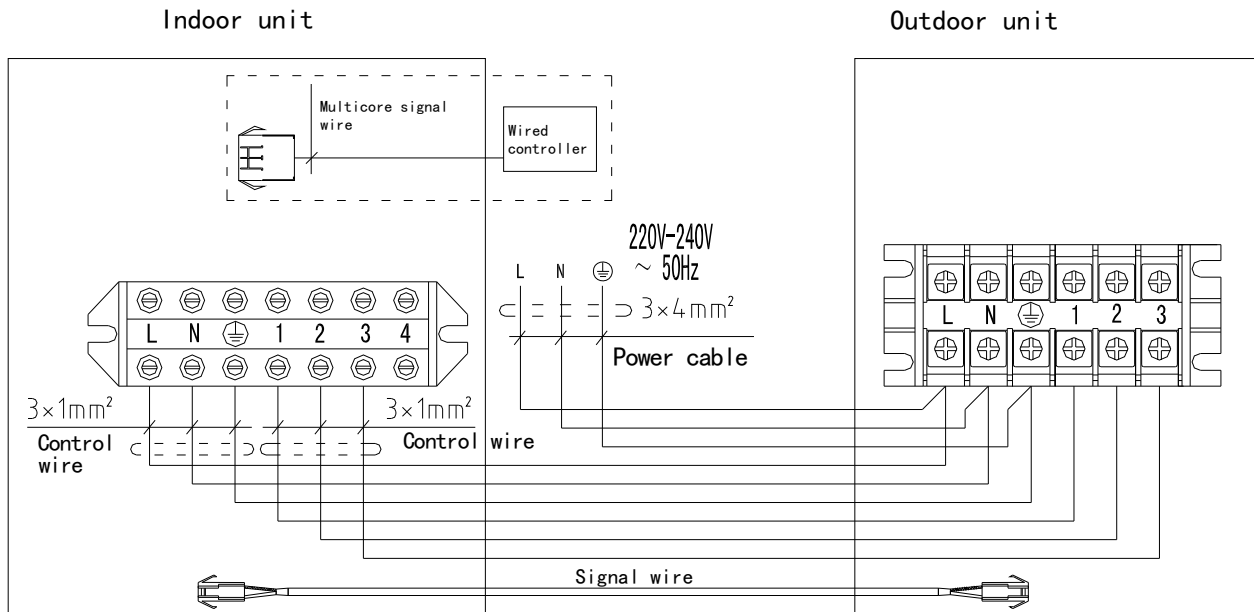 Indoor unit
Outdoor unit
Multicore signal
wire
Wired
controller
220V-240V
~ 50Hz
L N
3×4mm²
Power cable
L N 1 2 3 4
L N 1 2 3
3×1mm²
Control
wire
3×1mm²
Control wire
Signal wire